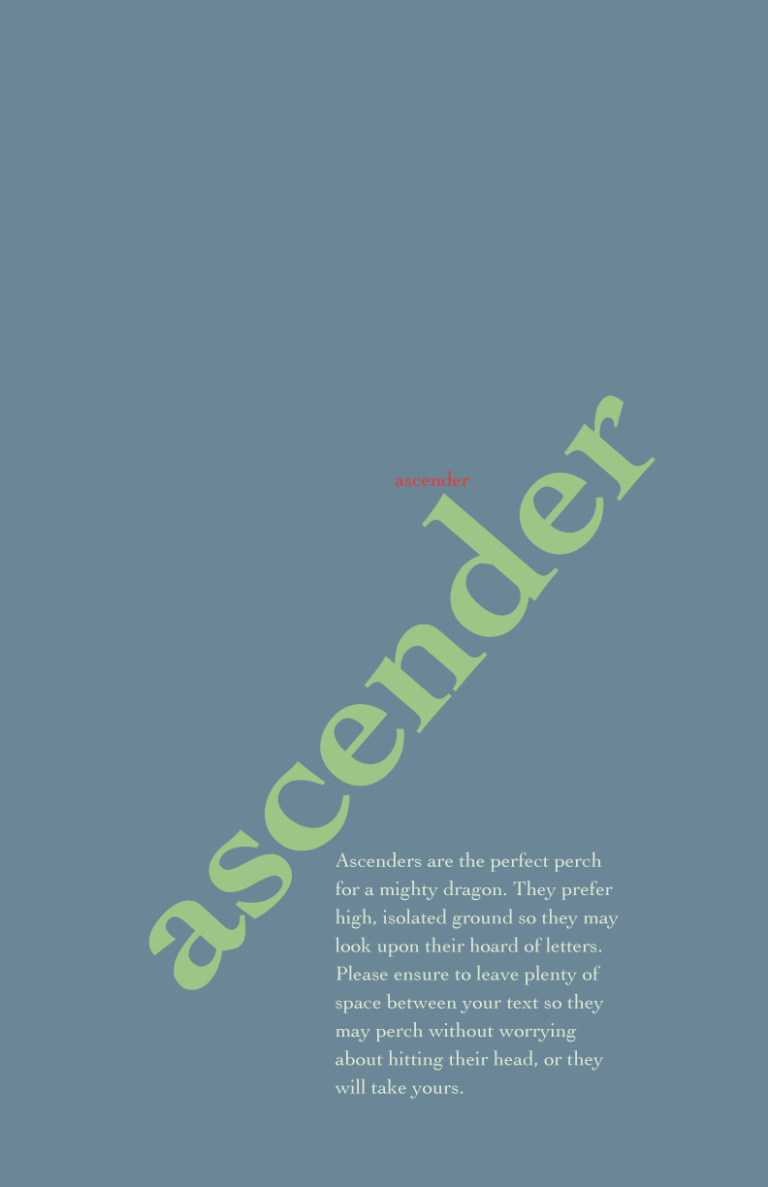 ascender
ascender
Ascenders are the perfect perch
for a mighty dragon. They prefer
high, isolated ground so they may
look upon their hoard of letters.
Please ensure to leave plenty of
space between your text so they
may perch without worrying
about hitting their head, or they
will take yours.